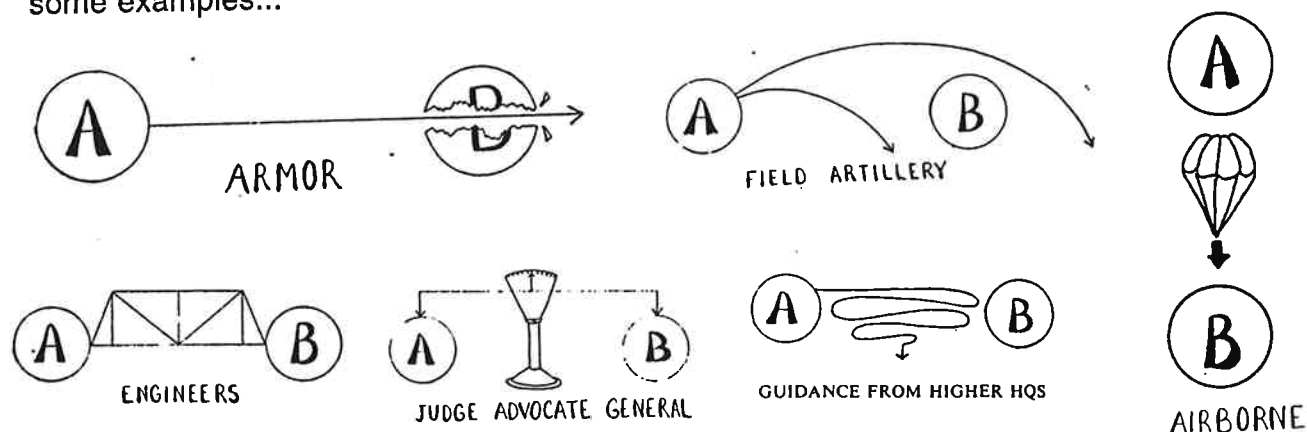 some examples...
A
B
ARMOR
A
B
FIELD ARTILLERY
A
B
AIRBORNE
A
B
ENGINEERS
A
B
JUDGE ADVOCATE GENERAL
A
B
GUIDANCE FROM HIGHER HQS